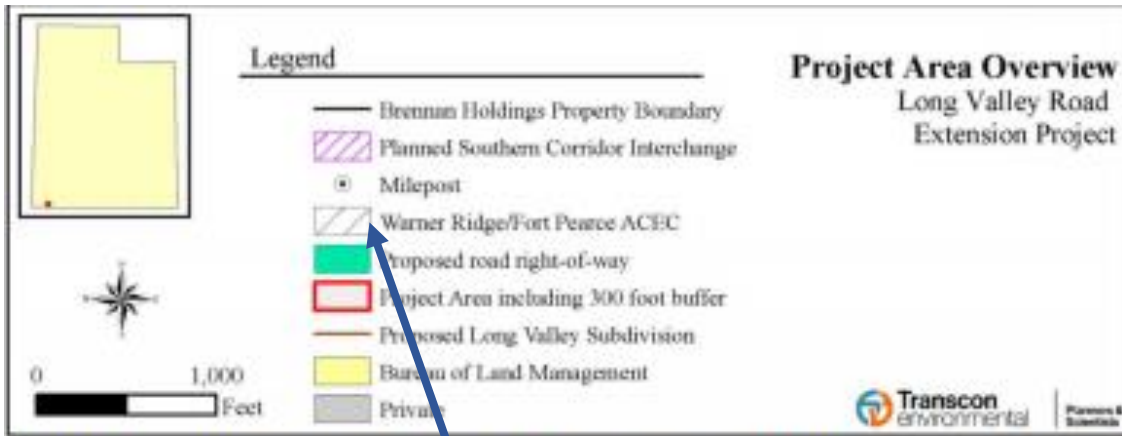 Legend
Brennan Holdings Property Boundary
Planned Southern Corridor Interchange
Milepost
Warner Ridge/Fort Pearce ACEC
Proposed road right-of-way
Project Area including 300 foot buffer
Proposed Long Valley Subdivision
Bureau of Land Management
Private
0 1,000
Feet
Project Area Overview
Long Valley Road
Extension Project
Transcon
environmental
Planners &
Scientists